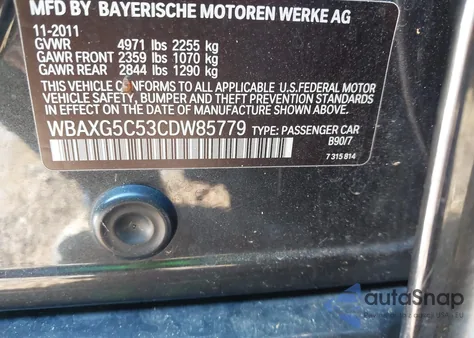 MFD BY BAYERISCHE MOTOREN WERKE AG
11-2011
GVWR 4971 lbs 2255 kg
GAWR FRONT 2359 lbs 1070 kg
GAWR REAR 2844 lbs 1290 kg
THIS VEHICLE CONFORMS TO ALL APPLICABLE U.S.FEDERAL MOTOR
VEHICLE SAFETY, BUMPER AND THEFT PREVENTION STANDARDS
IN EFFECT ON THE DATE OF MANUFACTURE SHOWN ABOVE.
WBAXG5C53CDW85779 TYPE: PASSENGER CAR
B90/7
7 315 814
autoSnap